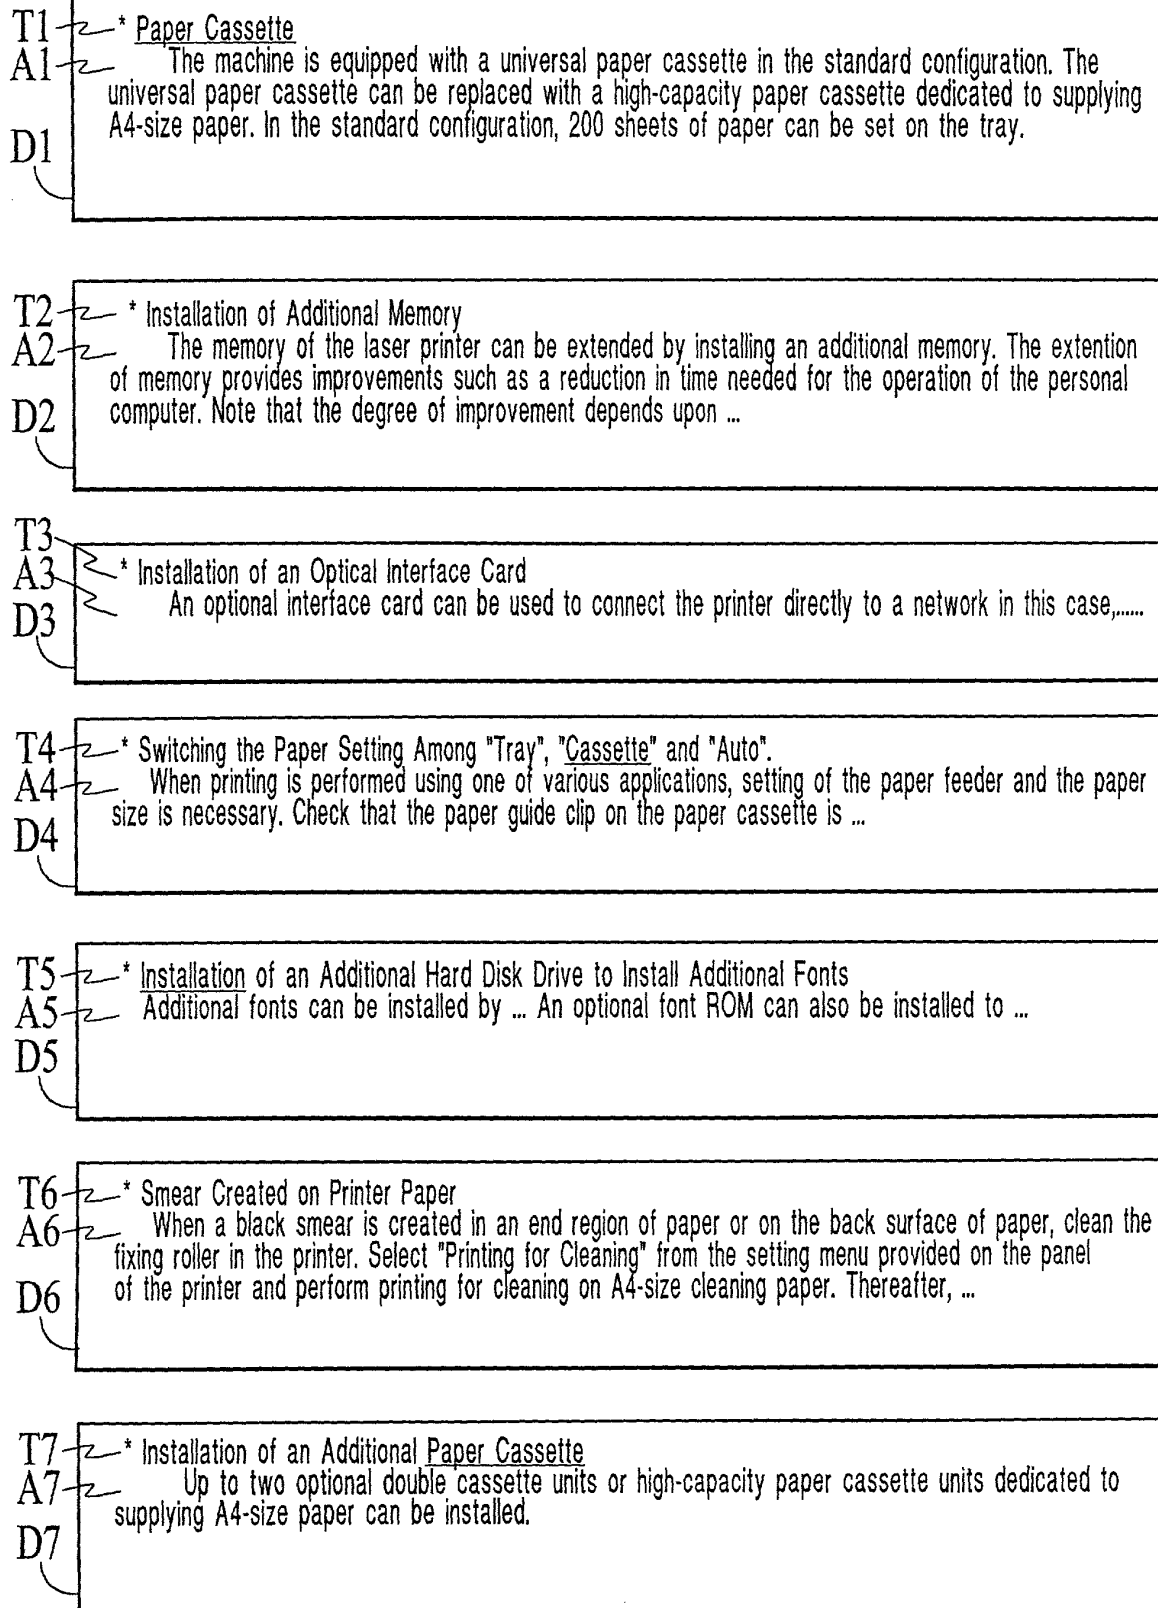 T1 * Paper Cassette
A1 The machine is equipped with a universal paper cassette in the standard configuration. The
universal paper cassette can be replaced with a high-capacity paper cassette dedicated to supplying
A4-size paper. In the standard configuration, 200 sheets of paper can be set on the tray.
D1
T2 * Installation of Additional Memory
A2 The memory of the laser printer can be extended by installing an additional memory. The extention
of memory provides improvements such as a reduction in time needed for the operation of the personal
computer. Note that the degree of improvement depends upon ...
D2
T3 * Installation of an Optical Interface Card
A3 An optional interface card can be used to connect the printer directly to a network in this case,......
D3
T4 * Switching the Paper Setting Among "Tray", "Cassette" and "Auto".
A4 When printing is performed using one of various applications, setting of the paper feeder and the paper
size is necessary. Check that the paper guide clip on the paper cassette is ...
D4
T5 * Installation of an Additional Hard Disk Drive to Install Additional Fonts
A5 Additional fonts can be installed by ... An optional font ROM can also be installed to ...
D5
T6 * Smear Created on Printer Paper
A6 When a black smear is created in an end region of paper or on the back surface of paper, clean the
fixing roller in the printer. Select "Printing for Cleaning" from the setting menu provided on the panel
of the printer and perform printing for cleaning on A4-size cleaning paper. Thereafter, ...
D6
T7 * Installation of an Additional Paper Cassette
A7 Up to two optional double cassette units or high-capacity paper cassette units dedicated to
supplying A4-size paper can be installed.
D7